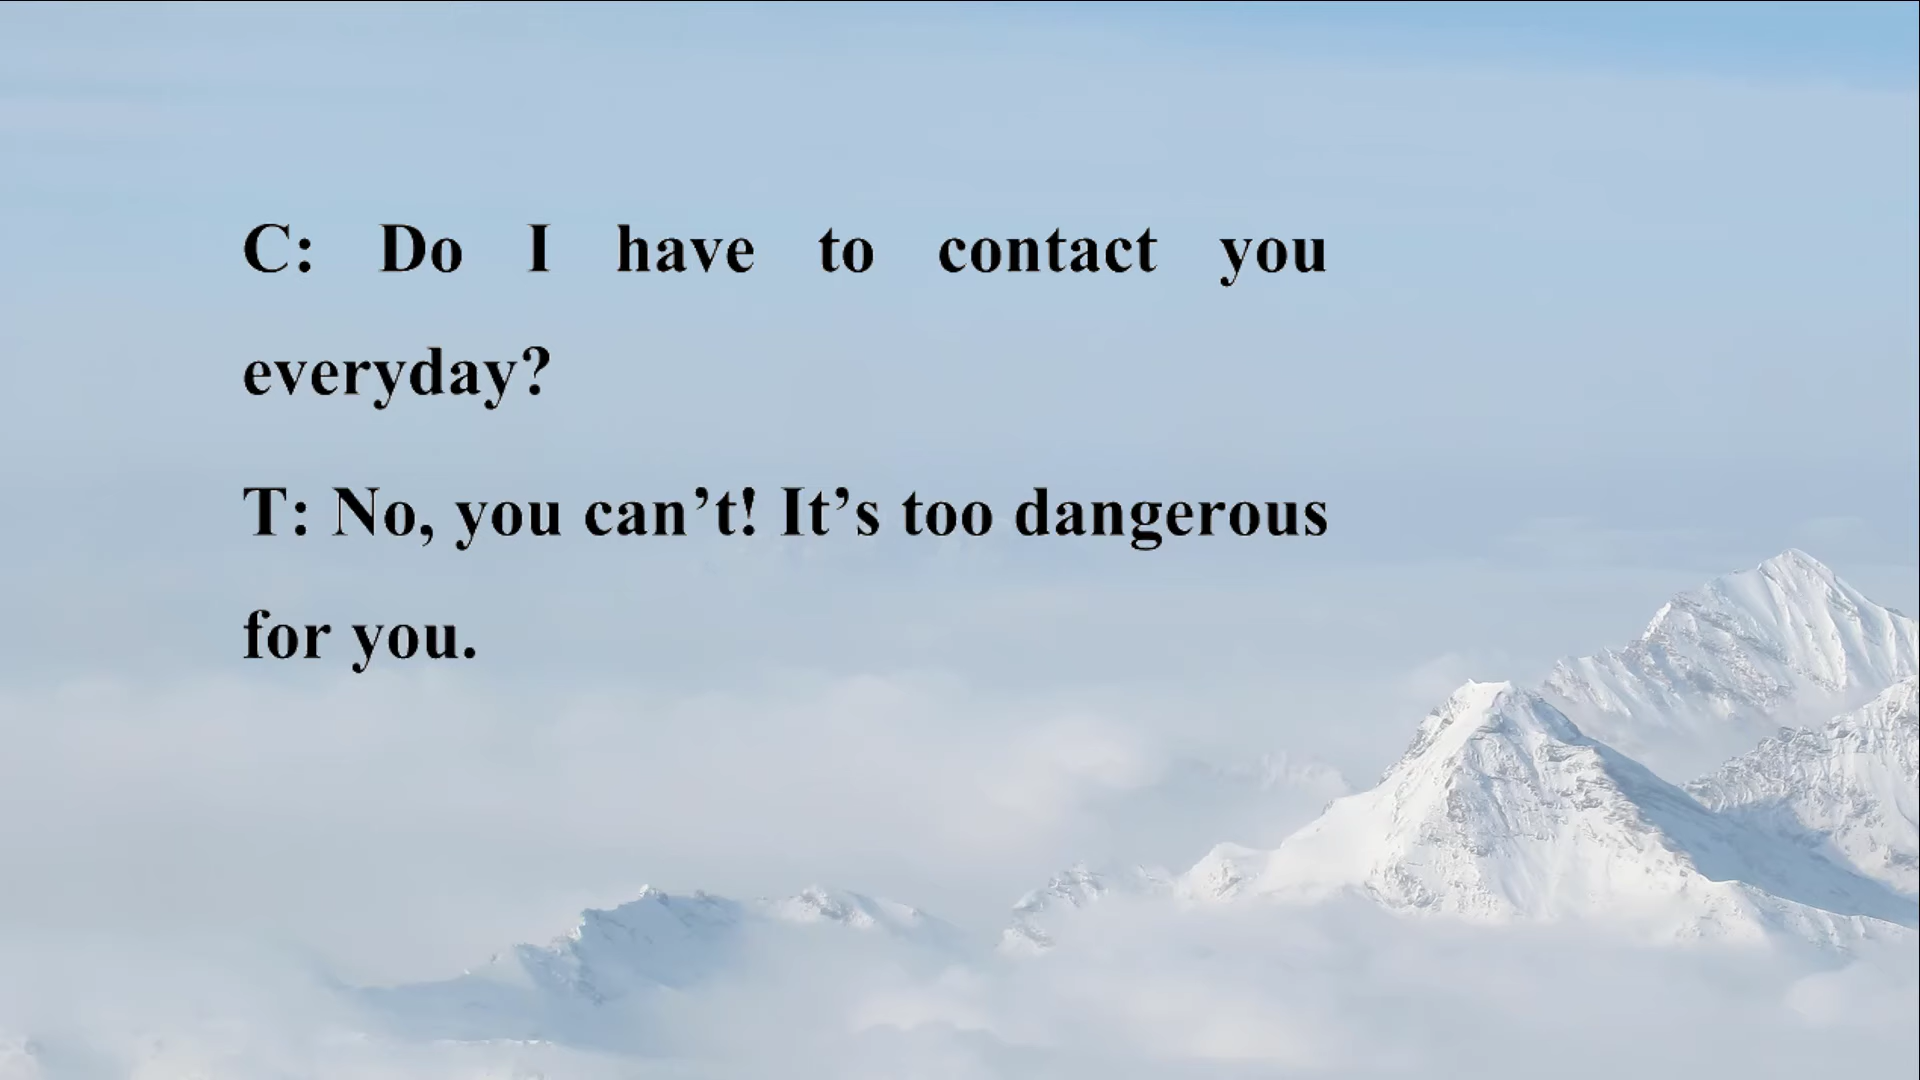 C: Do I have to contact you
everyday?
T: No, you can’t! It’s too dangerous
for you.